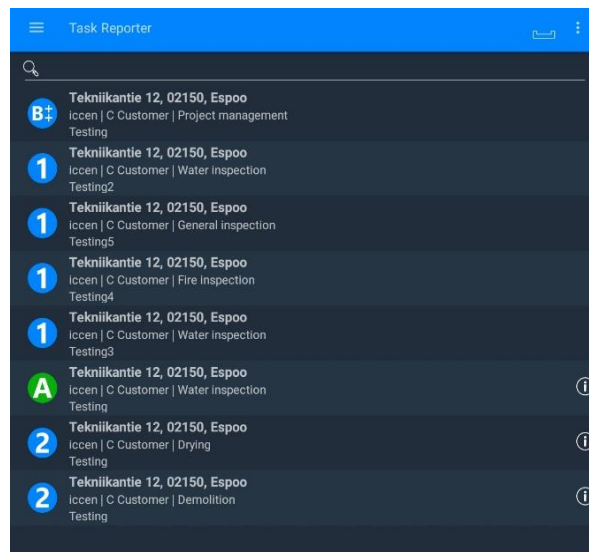 Task Reporter
B‡
Tekniikantie 12, 02150, Espoo
iccen | C Customer | Project management
Testing
1
Tekniikantie 12, 02150, Espoo
iccen | C Customer | Water inspection
Testing2
1
Tekniikantie 12, 02150, Espoo
iccen | C Customer | General inspection
Testing5
1
Tekniikantie 12, 02150, Espoo
iccen | C Customer | Fire inspection
Testing4
1
Tekniikantie 12, 02150, Espoo
iccen | C Customer | Water inspection
Testing3
A
Tekniikantie 12, 02150, Espoo
iccen | C Customer | Water inspection
Testing
2
Tekniikantie 12, 02150, Espoo
iccen | C Customer | Drying
Testing
2
Tekniikantie 12, 02150, Espoo
iccen | C Customer | Demolition
Testing